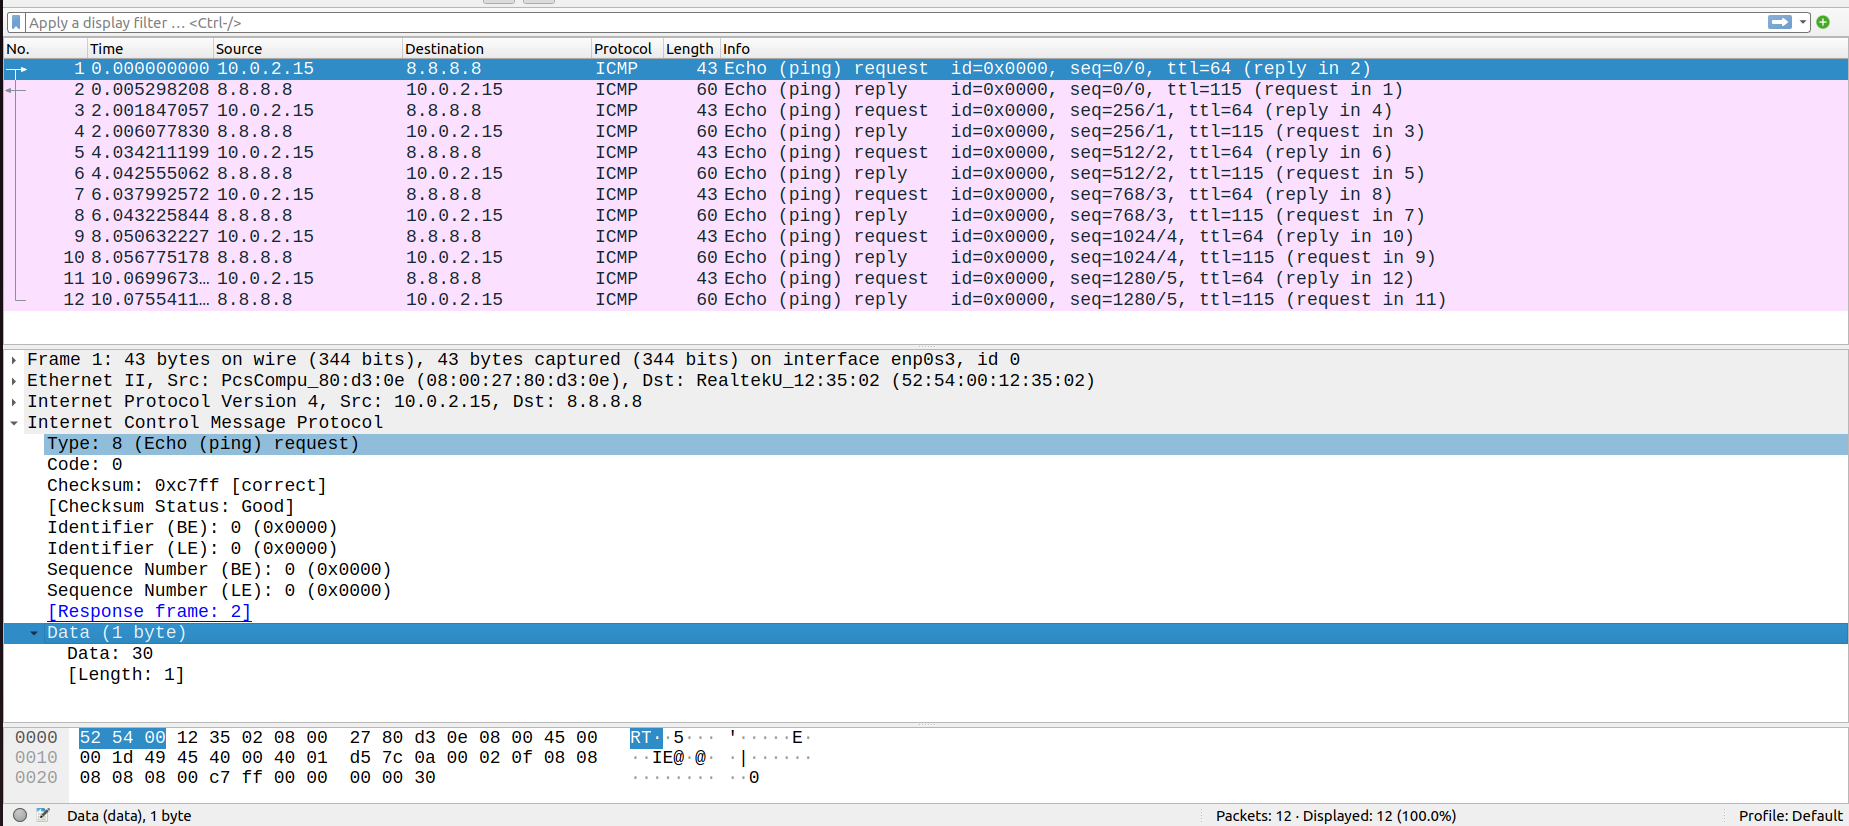 Apply a display filter … <Ctrl-/>
No. Time Source Destination Protocol Length Info
1 0.000000000 10.0.2.15 8.8.8.8 ICMP 43 Echo (ping) request id=0x0000, seq=0/0, ttl=64 (reply in 2)
2 0.005298208 8.8.8.8 10.0.2.15 ICMP 60 Echo (ping) reply id=0x0000, seq=0/0, ttl=115 (request in 1)
3 2.001847057 10.0.2.15 8.8.8.8 ICMP 43 Echo (ping) request id=0x0000, seq=256/1, ttl=64 (reply in 4)
4 2.006077830 8.8.8.8 10.0.2.15 ICMP 60 Echo (ping) reply id=0x0000, seq=256/1, ttl=115 (request in 3)
5 4.034211199 10.0.2.15 8.8.8.8 ICMP 43 Echo (ping) request id=0x0000, seq=512/2, ttl=64 (reply in 6)
6 4.042555062 8.8.8.8 10.0.2.15 ICMP 60 Echo (ping) reply id=0x0000, seq=512/2, ttl=115 (request in 5)
7 6.037992572 10.0.2.15 8.8.8.8 ICMP 43 Echo (ping) request id=0x0000, seq=768/3, ttl=64 (reply in 8)
8 6.043225844 8.8.8.8 10.0.2.15 ICMP 60 Echo (ping) reply id=0x0000, seq=768/3, ttl=115 (request in 7)
9 8.050632227 10.0.2.15 8.8.8.8 ICMP 43 Echo (ping) request id=0x0000, seq=1024/4, ttl=64 (reply in 10)
10 8.056775178 8.8.8.8 10.0.2.15 ICMP 60 Echo (ping) reply id=0x0000, seq=1024/4, ttl=115 (request in 9)
11 10.0699673… 10.0.2.15 8.8.8.8 ICMP 43 Echo (ping) request id=0x0000, seq=1280/5, ttl=64 (reply in 12)
12 10.0755411… 8.8.8.8 10.0.2.15 ICMP 60 Echo (ping) reply id=0x0000, seq=1280/5, ttl=115 (request in 11)
Frame 1: 43 bytes on wire (344 bits), 43 bytes captured (344 bits) on interface enp0s3, id 0
Ethernet II, Src: PcsCompu_80:d3:0e (08:00:27:80:d3:0e), Dst: RealtekU_12:35:02 (52:54:00:12:35:02)
Internet Protocol Version 4, Src: 10.0.2.15, Dst: 8.8.8.8
Internet Control Message Protocol
Type: 8 (Echo (ping) request)
Code: 0
Checksum: 0xc7ff [correct]
[Checksum Status: Good]
Identifier (BE): 0 (0x0000)
Identifier (LE): 0 (0x0000)
Sequence Number (BE): 0 (0x0000)
Sequence Number (LE): 0 (0x0000)
[Response frame: 2]
Data (1 byte)
Data: 30
[Length: 1]
0000 52 54 00 12 35 02 08 00 27 80 d3 0e 08 00 45 00 RT··5··· '·····E·
0010 00 1d 49 45 40 00 40 01 d5 7c 0a 00 02 0f 08 08 ··IE@·@· ·|······
0020 08 08 08 00 c7 ff 00 00 00 00 30 ········ ··0
Data (data), 1 byte Packets: 12 · Displayed: 12 (100.0%) Profile: Default